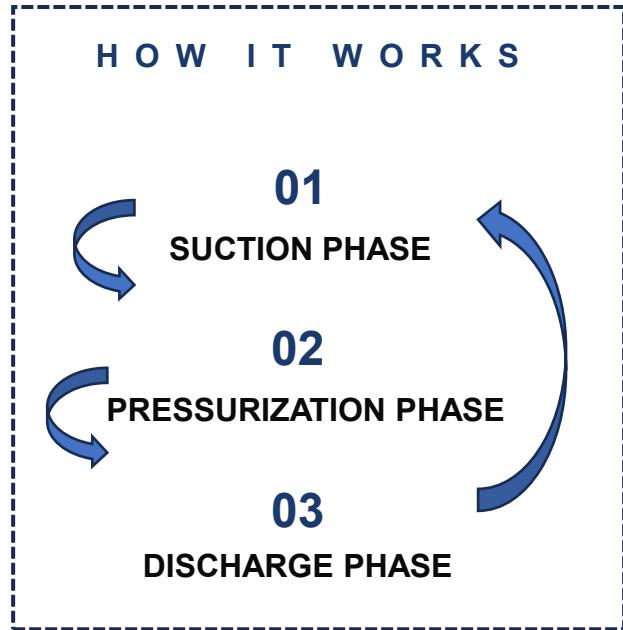 HOW IT WORKS
01
SUCTION PHASE
02
PRESSURIZATION PHASE
03
DISCHARGE PHASE